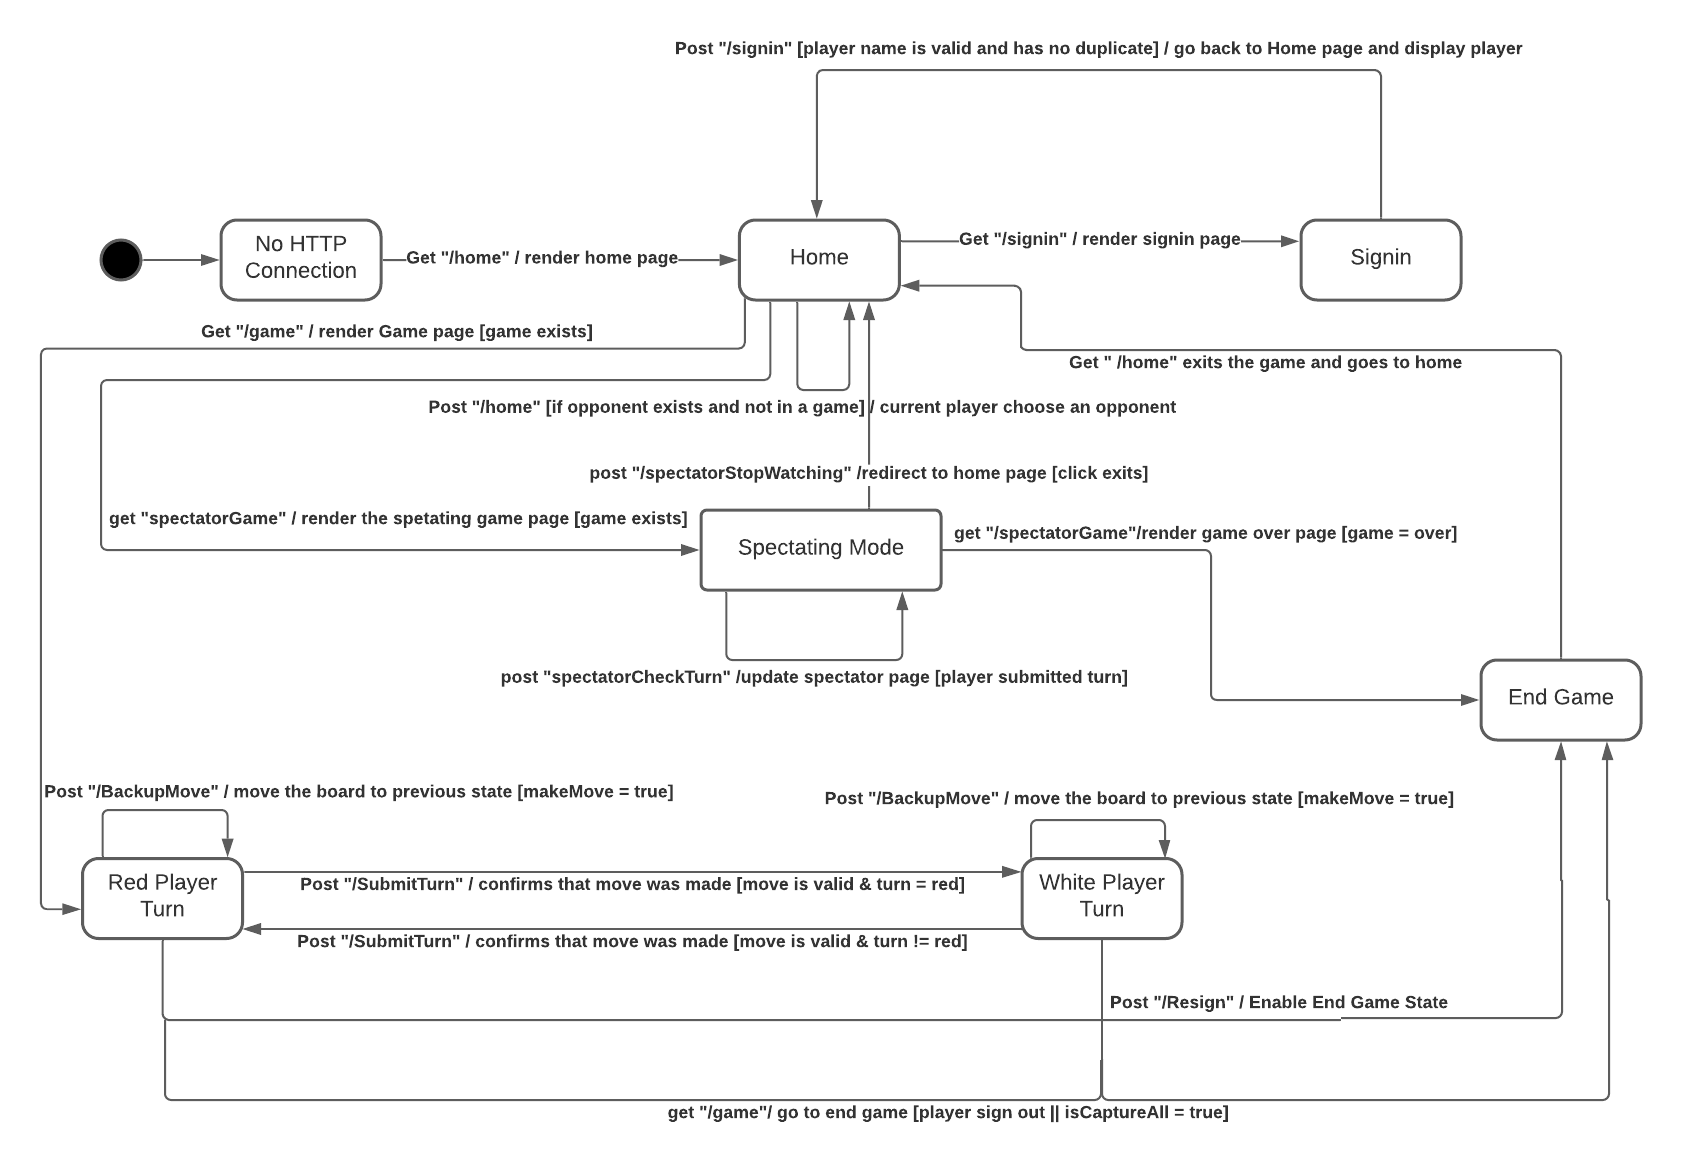 Post "/signin" [player name is valid and has no duplicate] / go back to Home page and display player
No HTTP
Connection
Get "/home" / render home page
Home
Get "/signin" / render signin page
Signin
Get "/game" / render Game page [game exists]
Get " /home" exits the game and goes to home
Post "/home" [if opponent exists and not in a game] / current player choose an opponent
post "/spectatorStopWatching" /redirect to home page [click exits]
get "spectatorGame" / render the spetating game page [game exists]
Spectating Mode
get "/spectatorGame"/render game over page [game = over]
post "spectatorCheckTurn" /update spectator page [player submitted turn]
End Game
Post "/BackupMove" / move the board to previous state [makeMove = true]
Post "/BackupMove" / move the board to previous state [makeMove = true]
Red Player
Turn
Post "/SubmitTurn" / confirms that move was made [move is valid & turn = red]
White Player
Turn
Post "/SubmitTurn" / confirms that move was made [move is valid & turn != red]
Post "/Resign" / Enable End Game State
get "/game"/ go to end game [player sign out || isCaptureAll = true]